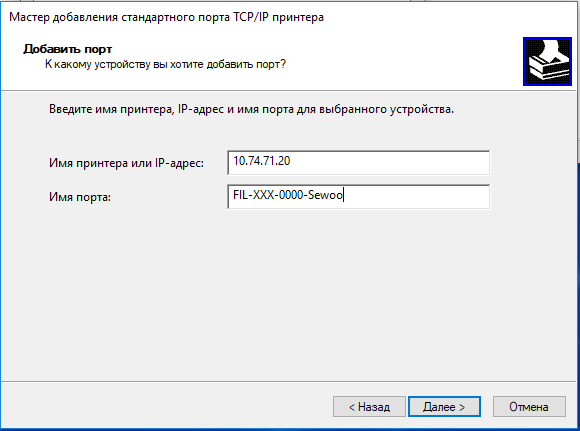 Мастер добавления стандартного порта TCP/IP принтера
Добавить порт
К какому устройству вы хотите добавить порт?
Введите имя принтера, IP-адрес и имя порта для выбранного устройства.
Имя принтера или IP-адрес: 10.74.71.20
Имя порта: FIL-XXX-0000-Sewoo
< Назад Далее > Отмена